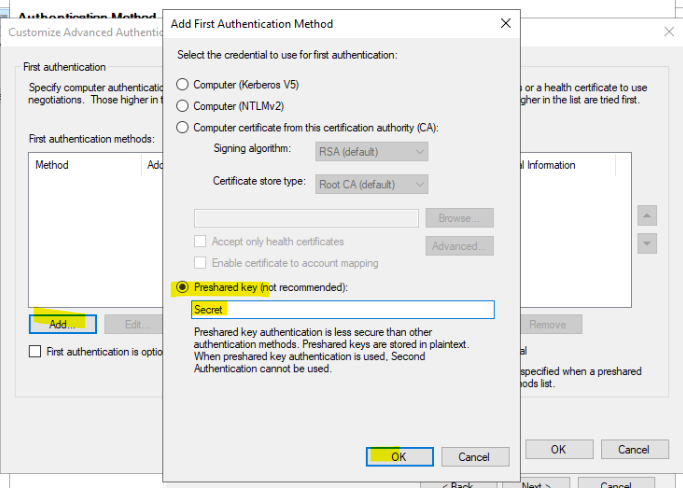 Authentication Method
Customize Advanced Authentic
Add First Authentication Method
Select the credential to use for first authentication:
Computer (Kerberos V5)
Computer (NTLMv2)
Computer certificate from this certification authority (CA):
Signing algorithm:
RSA (default)
Certificate store type:
Root CA (default)
Browse...
Accept only health certificates
Advanced...
Enable certificate to account mapping
Preshared key (not recommended):
Secret
Preshared key authentication is less secure than other
authentication methods. Preshared keys are stored in plaintext.
When preshared key authentication is used, Second
Authentication cannot be used.
OK
Cancel
First authentication
Specify computer authenticatio
negotiations. Those higher in t
First authentication methods:
Method
Add...
Edit...
First authentication is optio
or a health certificate to use
gher in the list are tried first.
al Information
Remove
al
specified when a preshared
ods list.
OK
Cancel
< Back
Next >
Cancel